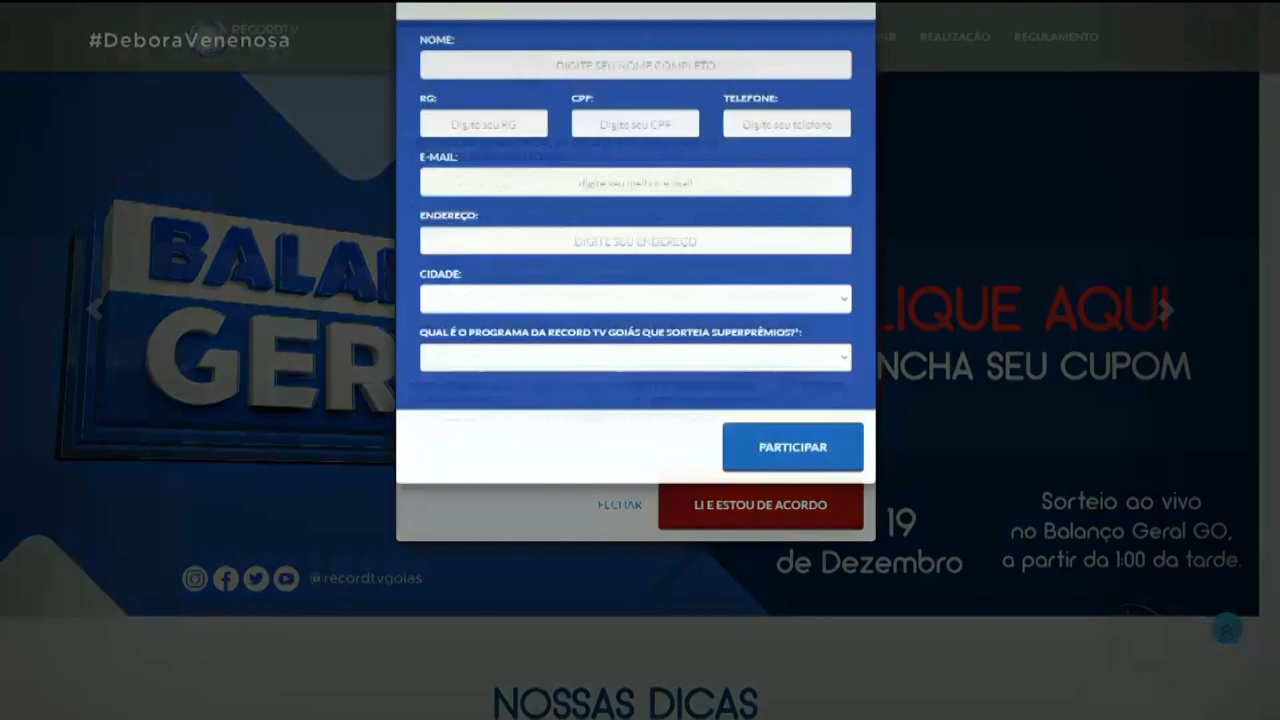 #DeboraVenenosa
RECORDTV
REALIZAÇÃO
REGULAMENTO
NOME:
DIGITE SEU NOME COMPLETO
RG:
CPF:
TELEFONE:
Digite seu RG
Digite seu CPF
Digite seu telefone
E-MAIL:
digite seu melhor e-mail
ENDEREÇO:
DIGITE SEU ENDEREÇO
CIDADE:
QUAL É O PROGRAMA DA RECORD TV GOIÁS QUE SORTEIA SUPERPRÊMIOS?*:
PARTICIPAR
FECHAR
LI E ESTOU DE ACORDO
BALA
GER
LIQUE AQUI
NCHA SEU CUPOM
19
de Dezembro
Sorteio ao vivo
no Balanço Geral GO,
a partir da 1:00 da tarde.
@recordtvgoias
NOSSAS DICAS